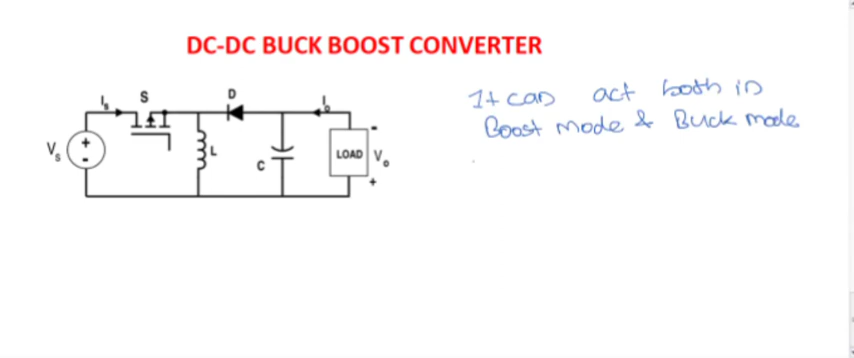 DC-DC BUCK BOOST CONVERTER
It can act both in
Boost mode & Buck mode
Is
S
D
Io
Vs
+
-
L
C
LOAD
-
Vo
+